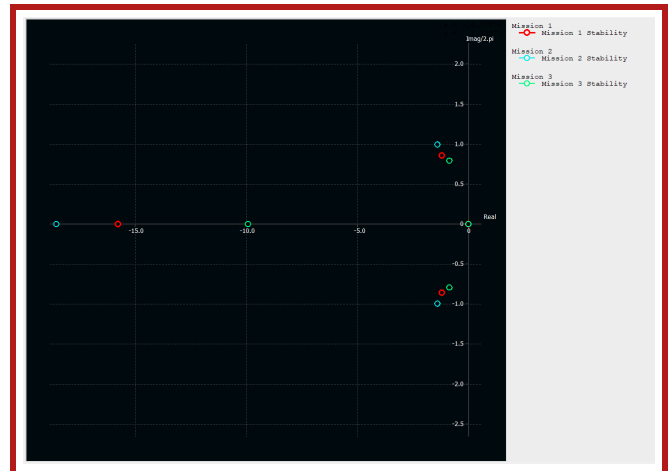 Imag/2.pi
2.0
1.5
1.0
0.5
Real
-15.0
-10.0
-5.0
0
0
-0.5
-1.0
-1.5
-2.0
-2.5
Mission 1
Mission 1 Stability
Mission 2
Mission 2 Stability
Mission 3
Mission 3 Stability